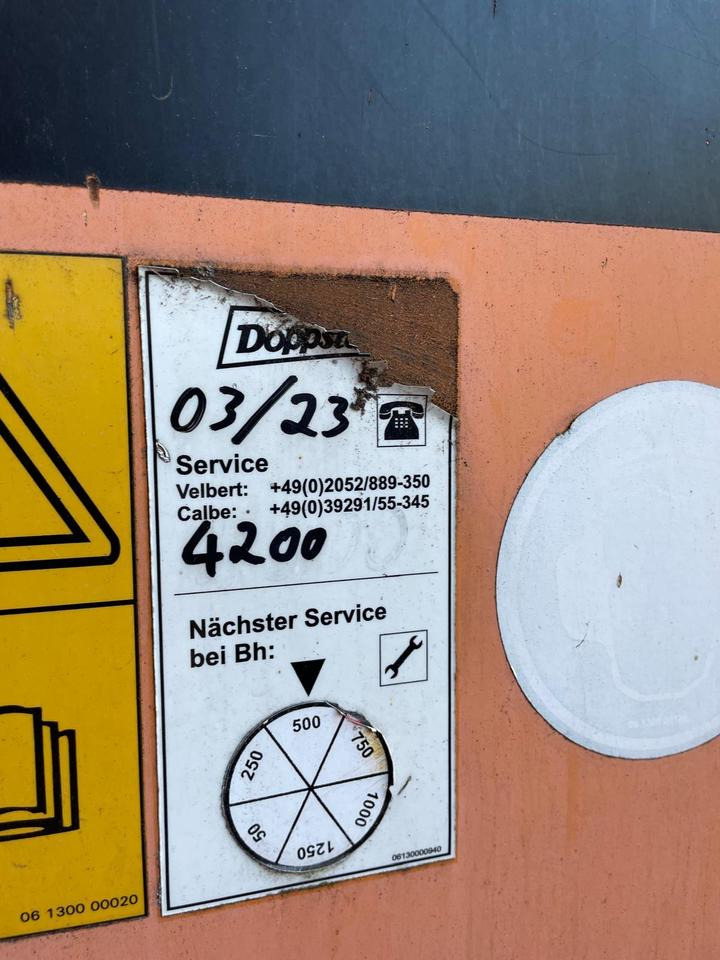 03/23
Service
Velbert: +49(0)2052/889-350
Calbe: +49(0)39291/55-345
4200
Nächster Service
bei Bh:
500
750
1000
1250
50
250
06130000940
06 1300 00020